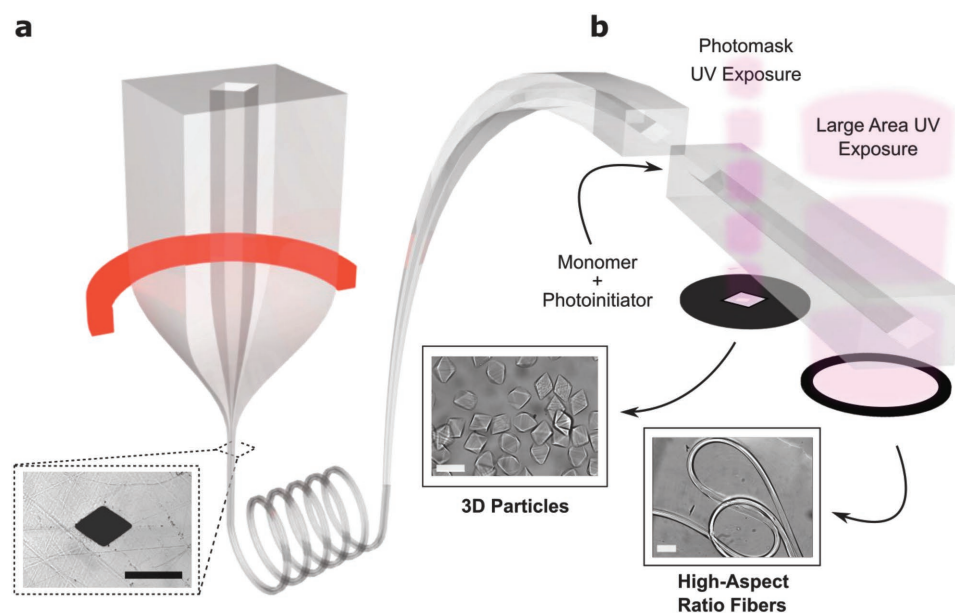 a
b
Photomask
UV Exposure
Large Area UV
Exposure
Monomer
+
Photoinitiator
3D Particles
High-Aspect
Ratio Fibers